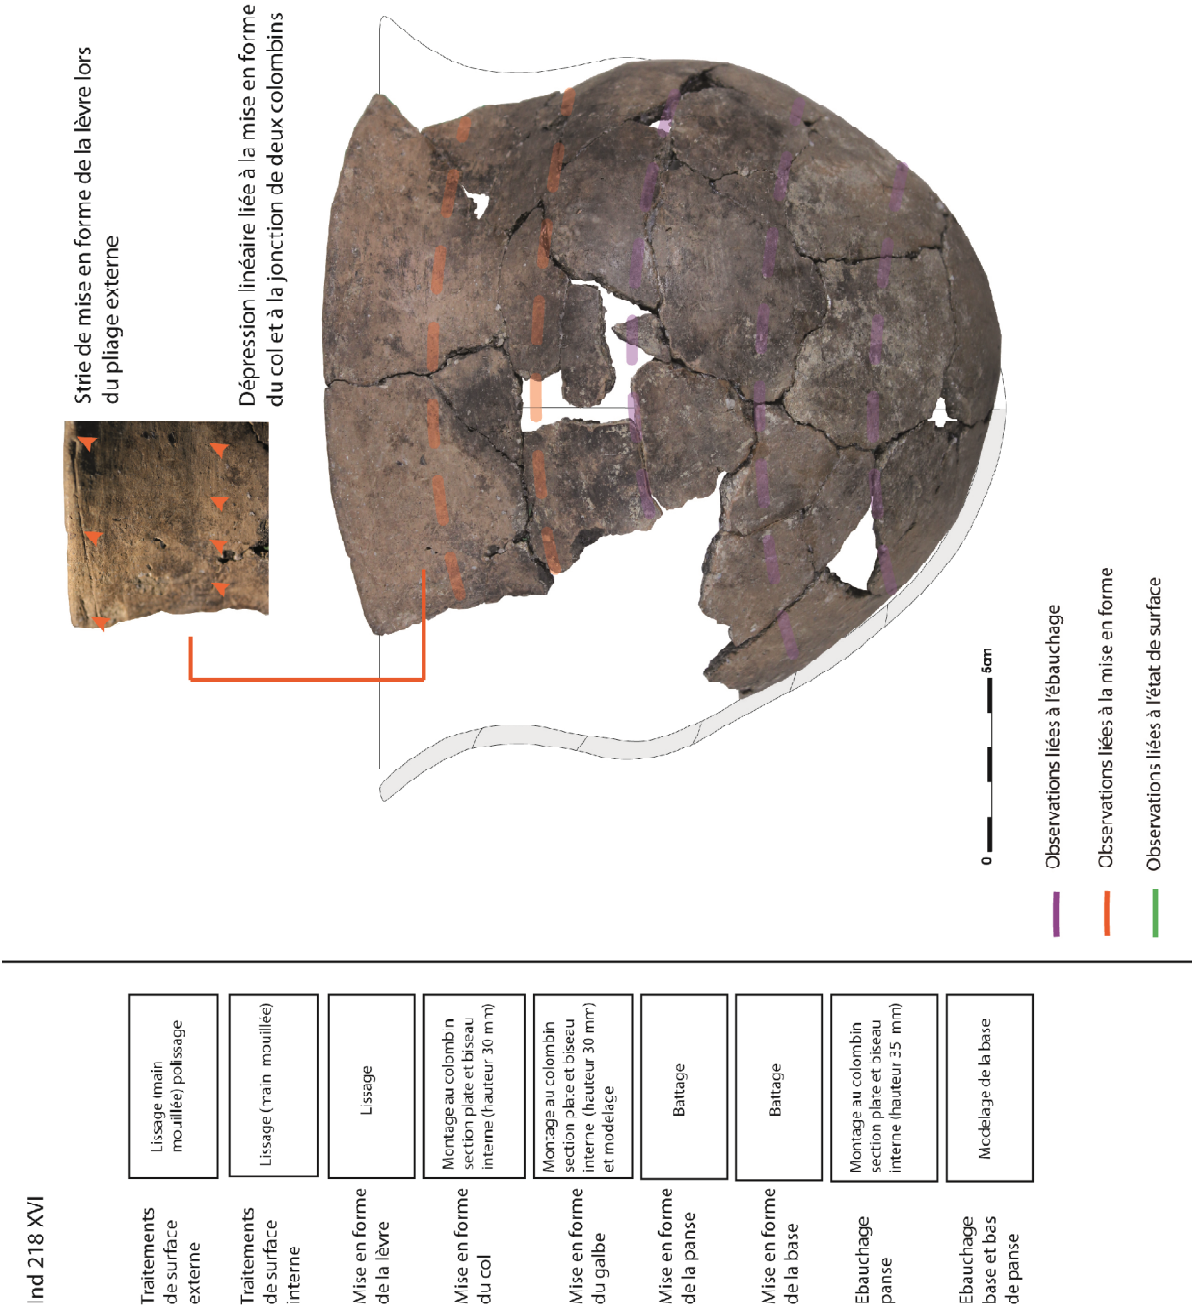 Ind 218 XVI
Traitements
de surface
externe
Lissage (main
mouillée) polissage
Traitements
de surface
interne
Lissage (main mouillée)
Mise en forme
de la lèvre
Lissage
Mise en forme
du col
Montage au colombin
section plate et biseau
interne (hauteur 30 mm)
Mise en forme
du galbe
Montage au colombin
section plate et biseau
interne (hauteur 30 mm)
et modelage
Mise en forme
de la panse
Battage
Mise en forme
de la base
Battage
Ebauchage
panse
Montage au colombin
section plate et biseau
interne (hauteur 35 mm)
Ebauchage
base et bas
de panse
Modelage de la base
Strie de mise en forme de la lèvre lors
du pliage externe
Dépression linéaire liée à la mise en forme
du col et à la jonction de deux colombins
0 5cm
Observations liées à l'ébauchage
Observations liées à la mise en forme
Observations liées à l'état de surface